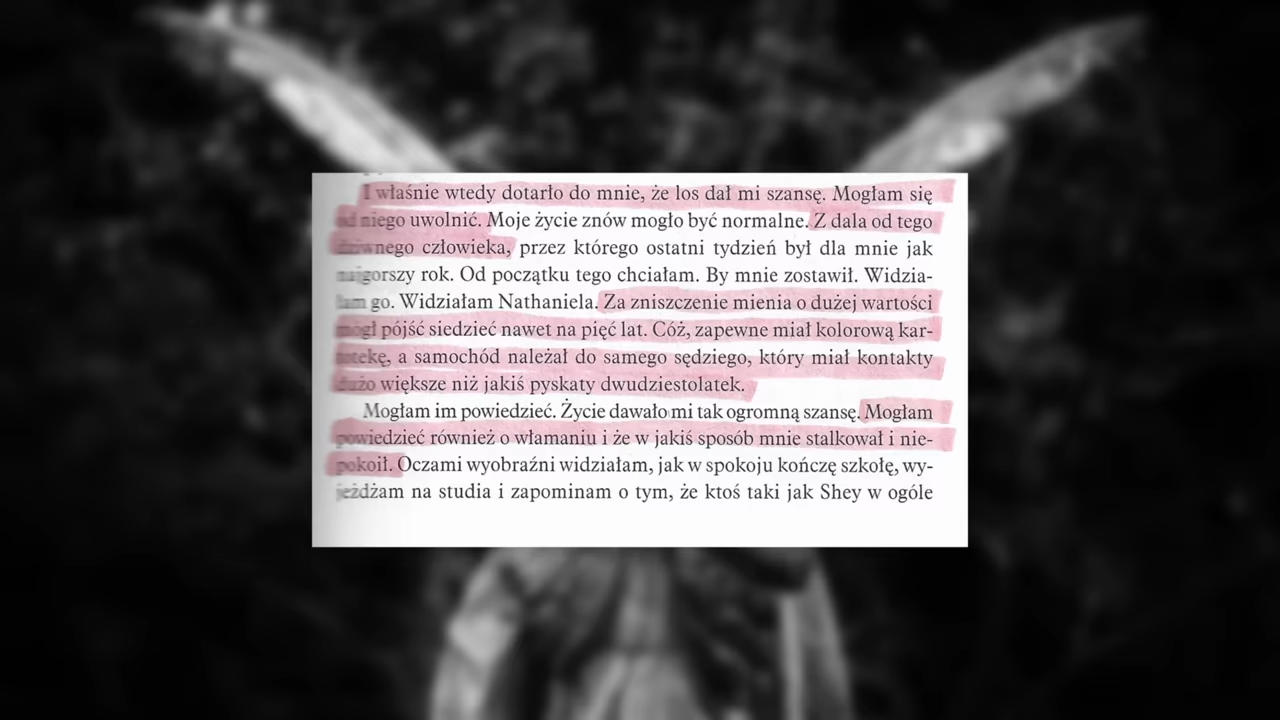 I właśnie wtedy dotarło do mnie, że los dał mi szansę. Mogłam się
od niego uwolnić. Moje życie znów mogło być normalne. Z dala od tego
dziwnego człowieka, przez którego ostatni tydzień był dla mnie jak
najgorszy rok. Od początku tego chciałam. By mnie zostawił. Widzia-
łam go. Widziałam Nathaniela. Za zniszczenie mienia o dużej wartości
mógł pójść siedzieć nawet na pięć lat. Cóż, zapewne miał kolorową kar-
totekę, a samochód należał do samego sędziego, który miał kontakty
dużo większe niż jakiś pyskaty dwudziestolatek.
Mogłam im powiedzieć. Życie dawało mi tak ogromną szansę. Mogłam
powiedzieć również o włamaniu i że w jakiś sposób mnie stalkował i nie-
pokoił. Oczami wyobraźni widziałam, jak w spokoju kończę szkołę, wy-
jeżdżam na studia i zapominam o tym, że ktoś taki jak Shey w ogóle